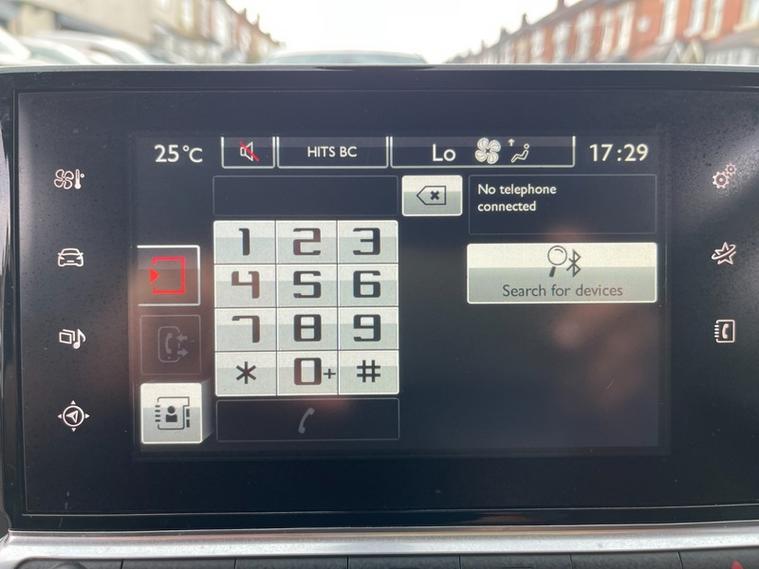 25°C HITS BC Lo 17:29
No telephone
connected
1 2 3
4 5 6
7 8 9
* 0+ #
Search for devices